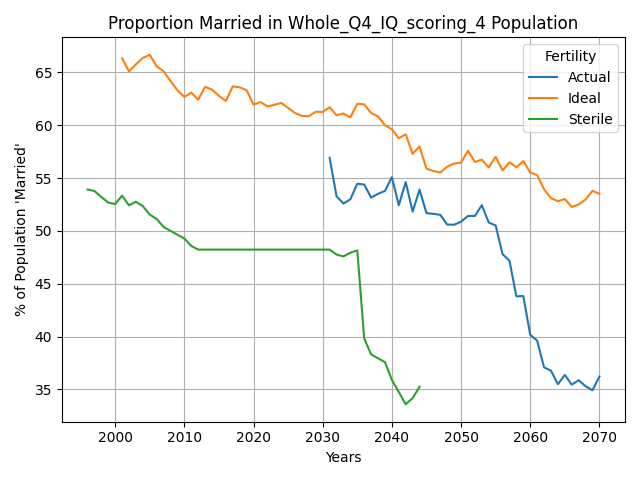 Proportion Married in Whole_Q4_IQ_scoring_4 Population
Fertility
Actual
Ideal
Sterile
65
60
55
50
45
40
35
% of Population 'Married'
2000 2010 2020 2030 2040 2050 2060 2070
Years